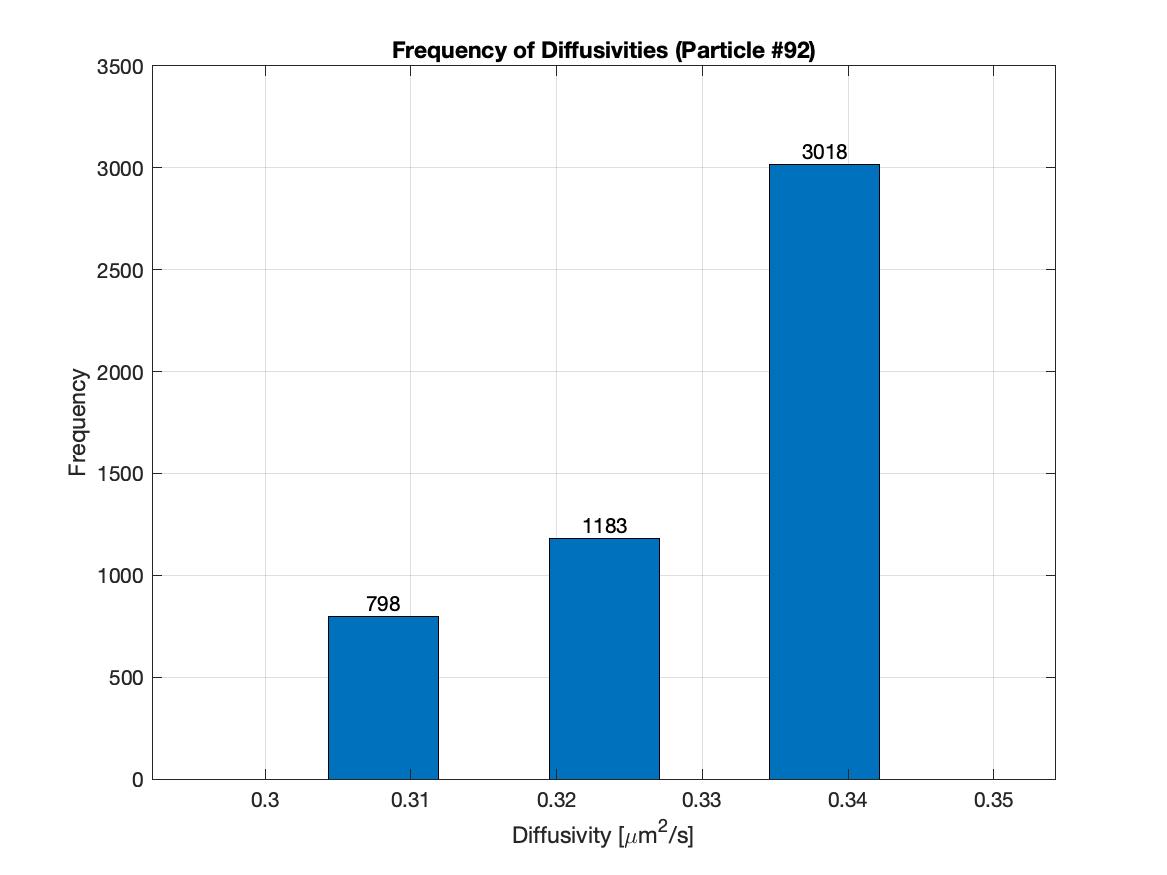 Frequency of Diffusivities (Particle #92)
3500
3000
2500
2000
1500
1000
500
0
Frequency
798
1183
3018
0.3 0.31 0.32 0.33 0.34 0.35
Diffusivity [μm²/s]